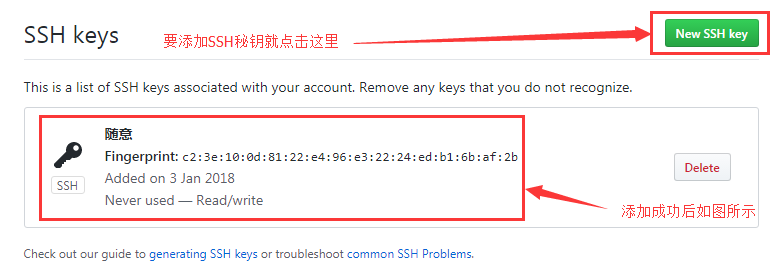 SSH keys
要添加SSH秘钥就点击这里
New SSH key
This is a list of SSH keys associated with your account. Remove any keys that you do not recognize.
随意
Fingerprint: c2:3e:10:0d:81:22:e4:96:e3:22:24:ed:b1:6b:af:2b
Added on 3 Jan 2018
SSH
Never used — Read/write
Delete
添加成功后如图所示
Check out our guide to generating SSH keys or troubleshoot common SSH Problems.